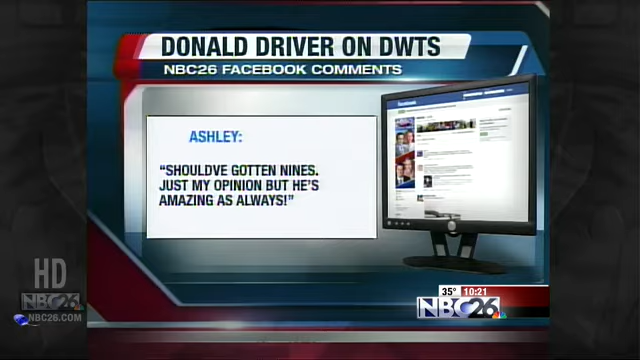 DONALD DRIVER ON DWTS
NBC26 FACEBOOK COMMENTS
ASHLEY:
"SHOULDVE GOTTEN NINES.
JUST MY OPINION BUT HE'S
AMAZING AS ALWAYS!"
facebook
35° 10:21
NBC26
HD
NBC26
NBC26.COM